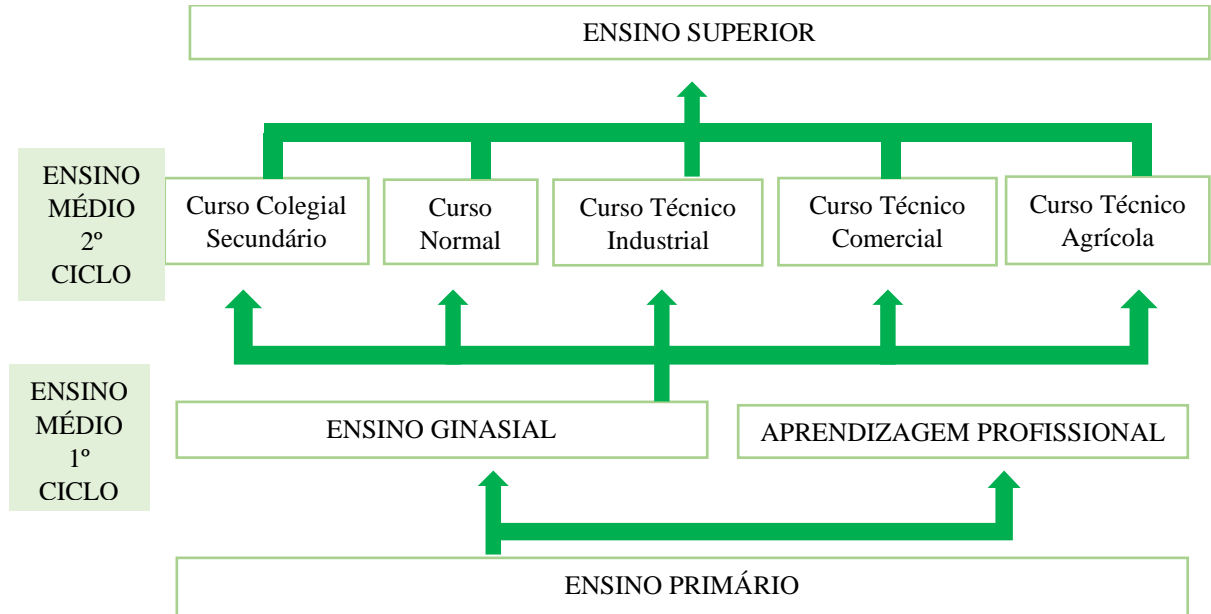 ENSINO SUPERIOR
ENSINO
MÉDIO
2º
CICLO
Curso Colegial
Secundário
Curso
Normal
Curso Técnico
Industrial
Curso Técnico
Comercial
Curso Técnico
Agrícola
ENSINO
MÉDIO
1º
CICLO
ENSINO GINASIAL
APRENDIZAGEM PROFISSIONAL
ENSINO PRIMÁRIO